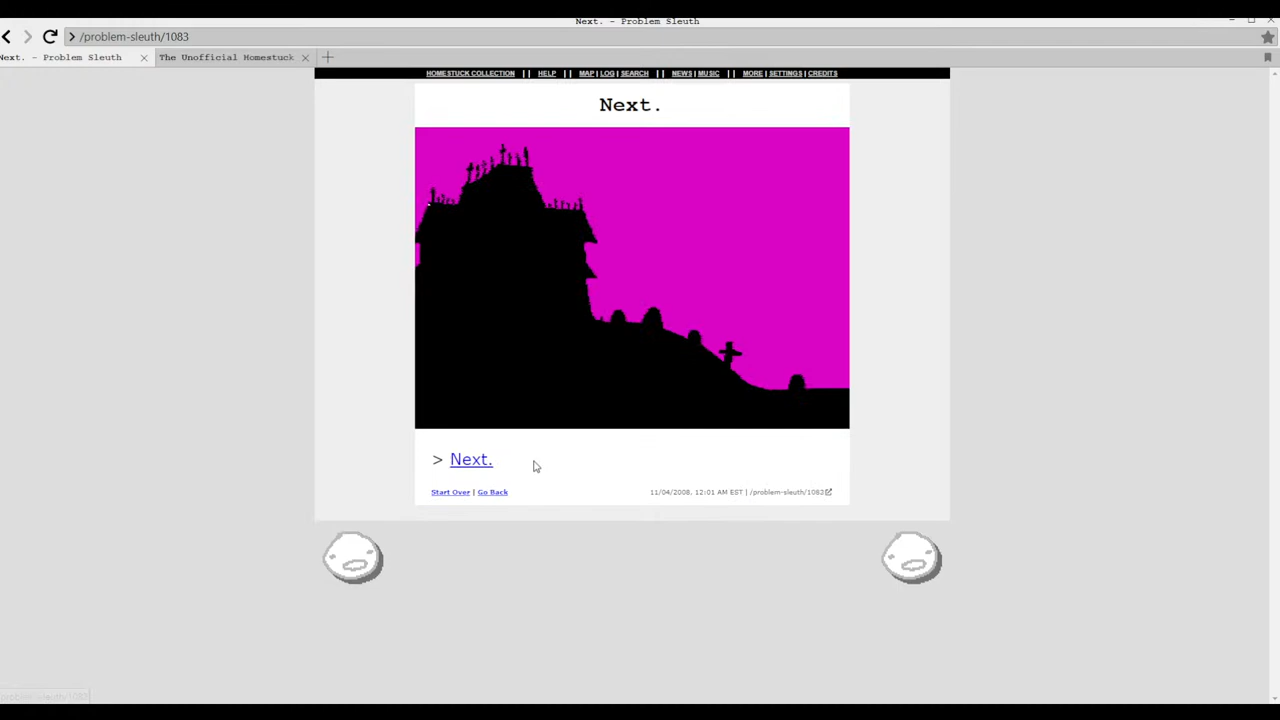 Next. - Problem Sleuth
/problem-sleuth/1083
Next. - Problem Sleuth
The Unofficial Homestuck
HOMESTUCK COLLECTION || HELP || MAP | LOG | SEARCH || NEWS | MUSIC || MORE | SETTINGS | CREDITS
Next.
> Next.
Start Over | Go Back
11/04/2008, 12:01 AM EST | /problem-sleuth/1083